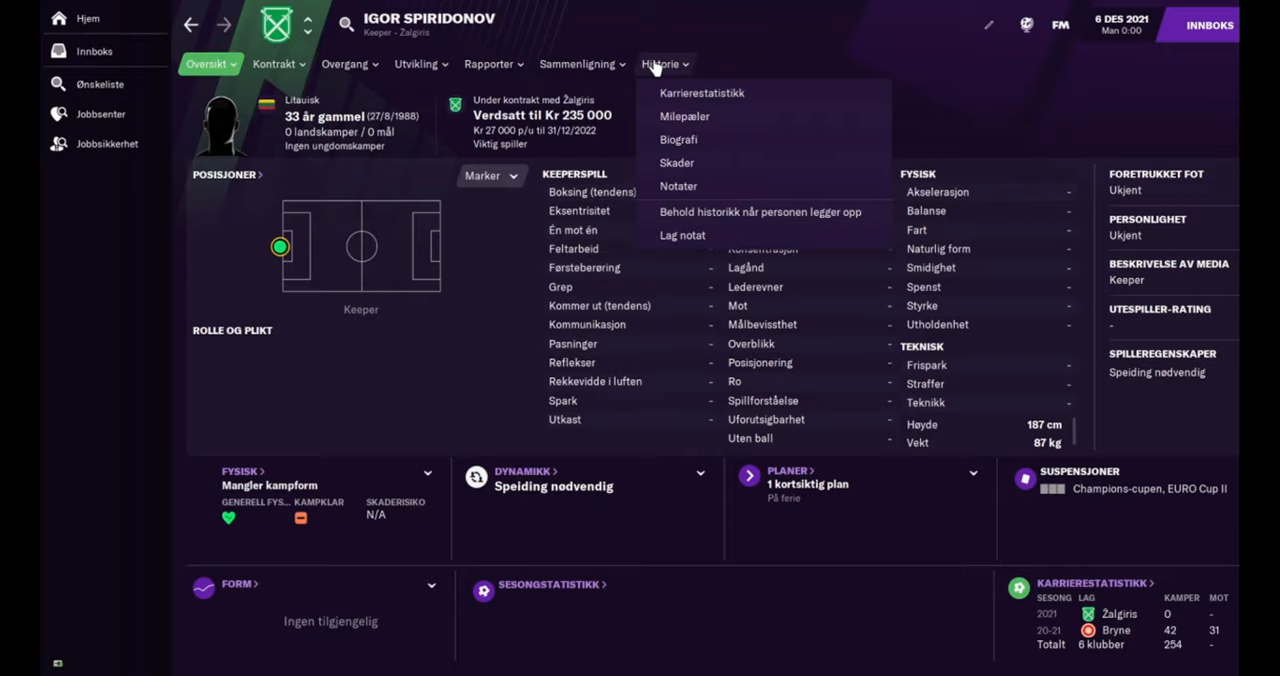 Hjem
Innboks
Ønskeliste
Jobbsenter
Jobbsikkerhet
IGOR SPIRIDONOV
Keeper - Žalgiris
FM
6 DES 2021
Man 0:00
INNBOKS
Oversikt
Kontrakt
Overgang
Utvikling
Rapporter
Sammenligning
Historie
Karrierestatistikk
Milepæler
Biografi
Skader
Notater
Behold historikk når personen legger opp
Lag notat
Litauisk
33 år gammel (27/8/1988)
0 landskamper / 0 mål
Ingen ungdomskamper
Under kontrakt med Žalgiris
Verdsatt til Kr 235 000
Kr 27 000 p/u til 31/12/2022
Viktig spiller
POSISJONER
Marker
Keeper
ROLLE OG PLIKT
KEEPERSPILL
Boksing (tendens)
Eksentrisitet
Én mot én
Feltarbeid
Førsteberøring -
Grep -
Kommer ut (tendens) -
Kommunikasjon -
Pasninger -
Reflekser -
Rekkevidde i luften -
Spark -
Utkast -
Konsentrasjon
Lagånd -
Lederevner -
Mot -
Målbevissthet -
Overblikk -
Posisjonering -
Ro -
Spillforståelse -
Uforutsigbarhet -
Uten ball -
FYSISK
Akselerasjon -
Balanse -
Fart -
Naturlig form -
Smidighet -
Spenst -
Styrke -
Utholdenhet -
TEKNISK
Frispark -
Straffer -
Teknikk -
Høyde 187 cm
Vekt 87 kg
FORETRUKKET FOT
Ukjent
PERSONLIGHET
Ukjent
BESKRIVELSE AV MEDIA
Keeper
UTESPILLER-RATING
-
SPILLEREGENSKAPER
Speiding nødvendig
FYSISK
Mangler kampform
GENERELL FYS... KAMPKLAR SKADERISIKO
N/A
DYNAMIKK
Speiding nødvendig
PLANER
1 kortsiktig plan
På ferie
SUSPENSJONER
Champions-cupen, EURO Cup II
FORM
Ingen tilgjengelig
SESONGSTATISTIKK
KARRIERESTATISTIKK
SESONG LAG KAMPER MOT
2021 Žalgiris 0 -
20-21 Bryne 42 31
Totalt 6 klubber 254 -